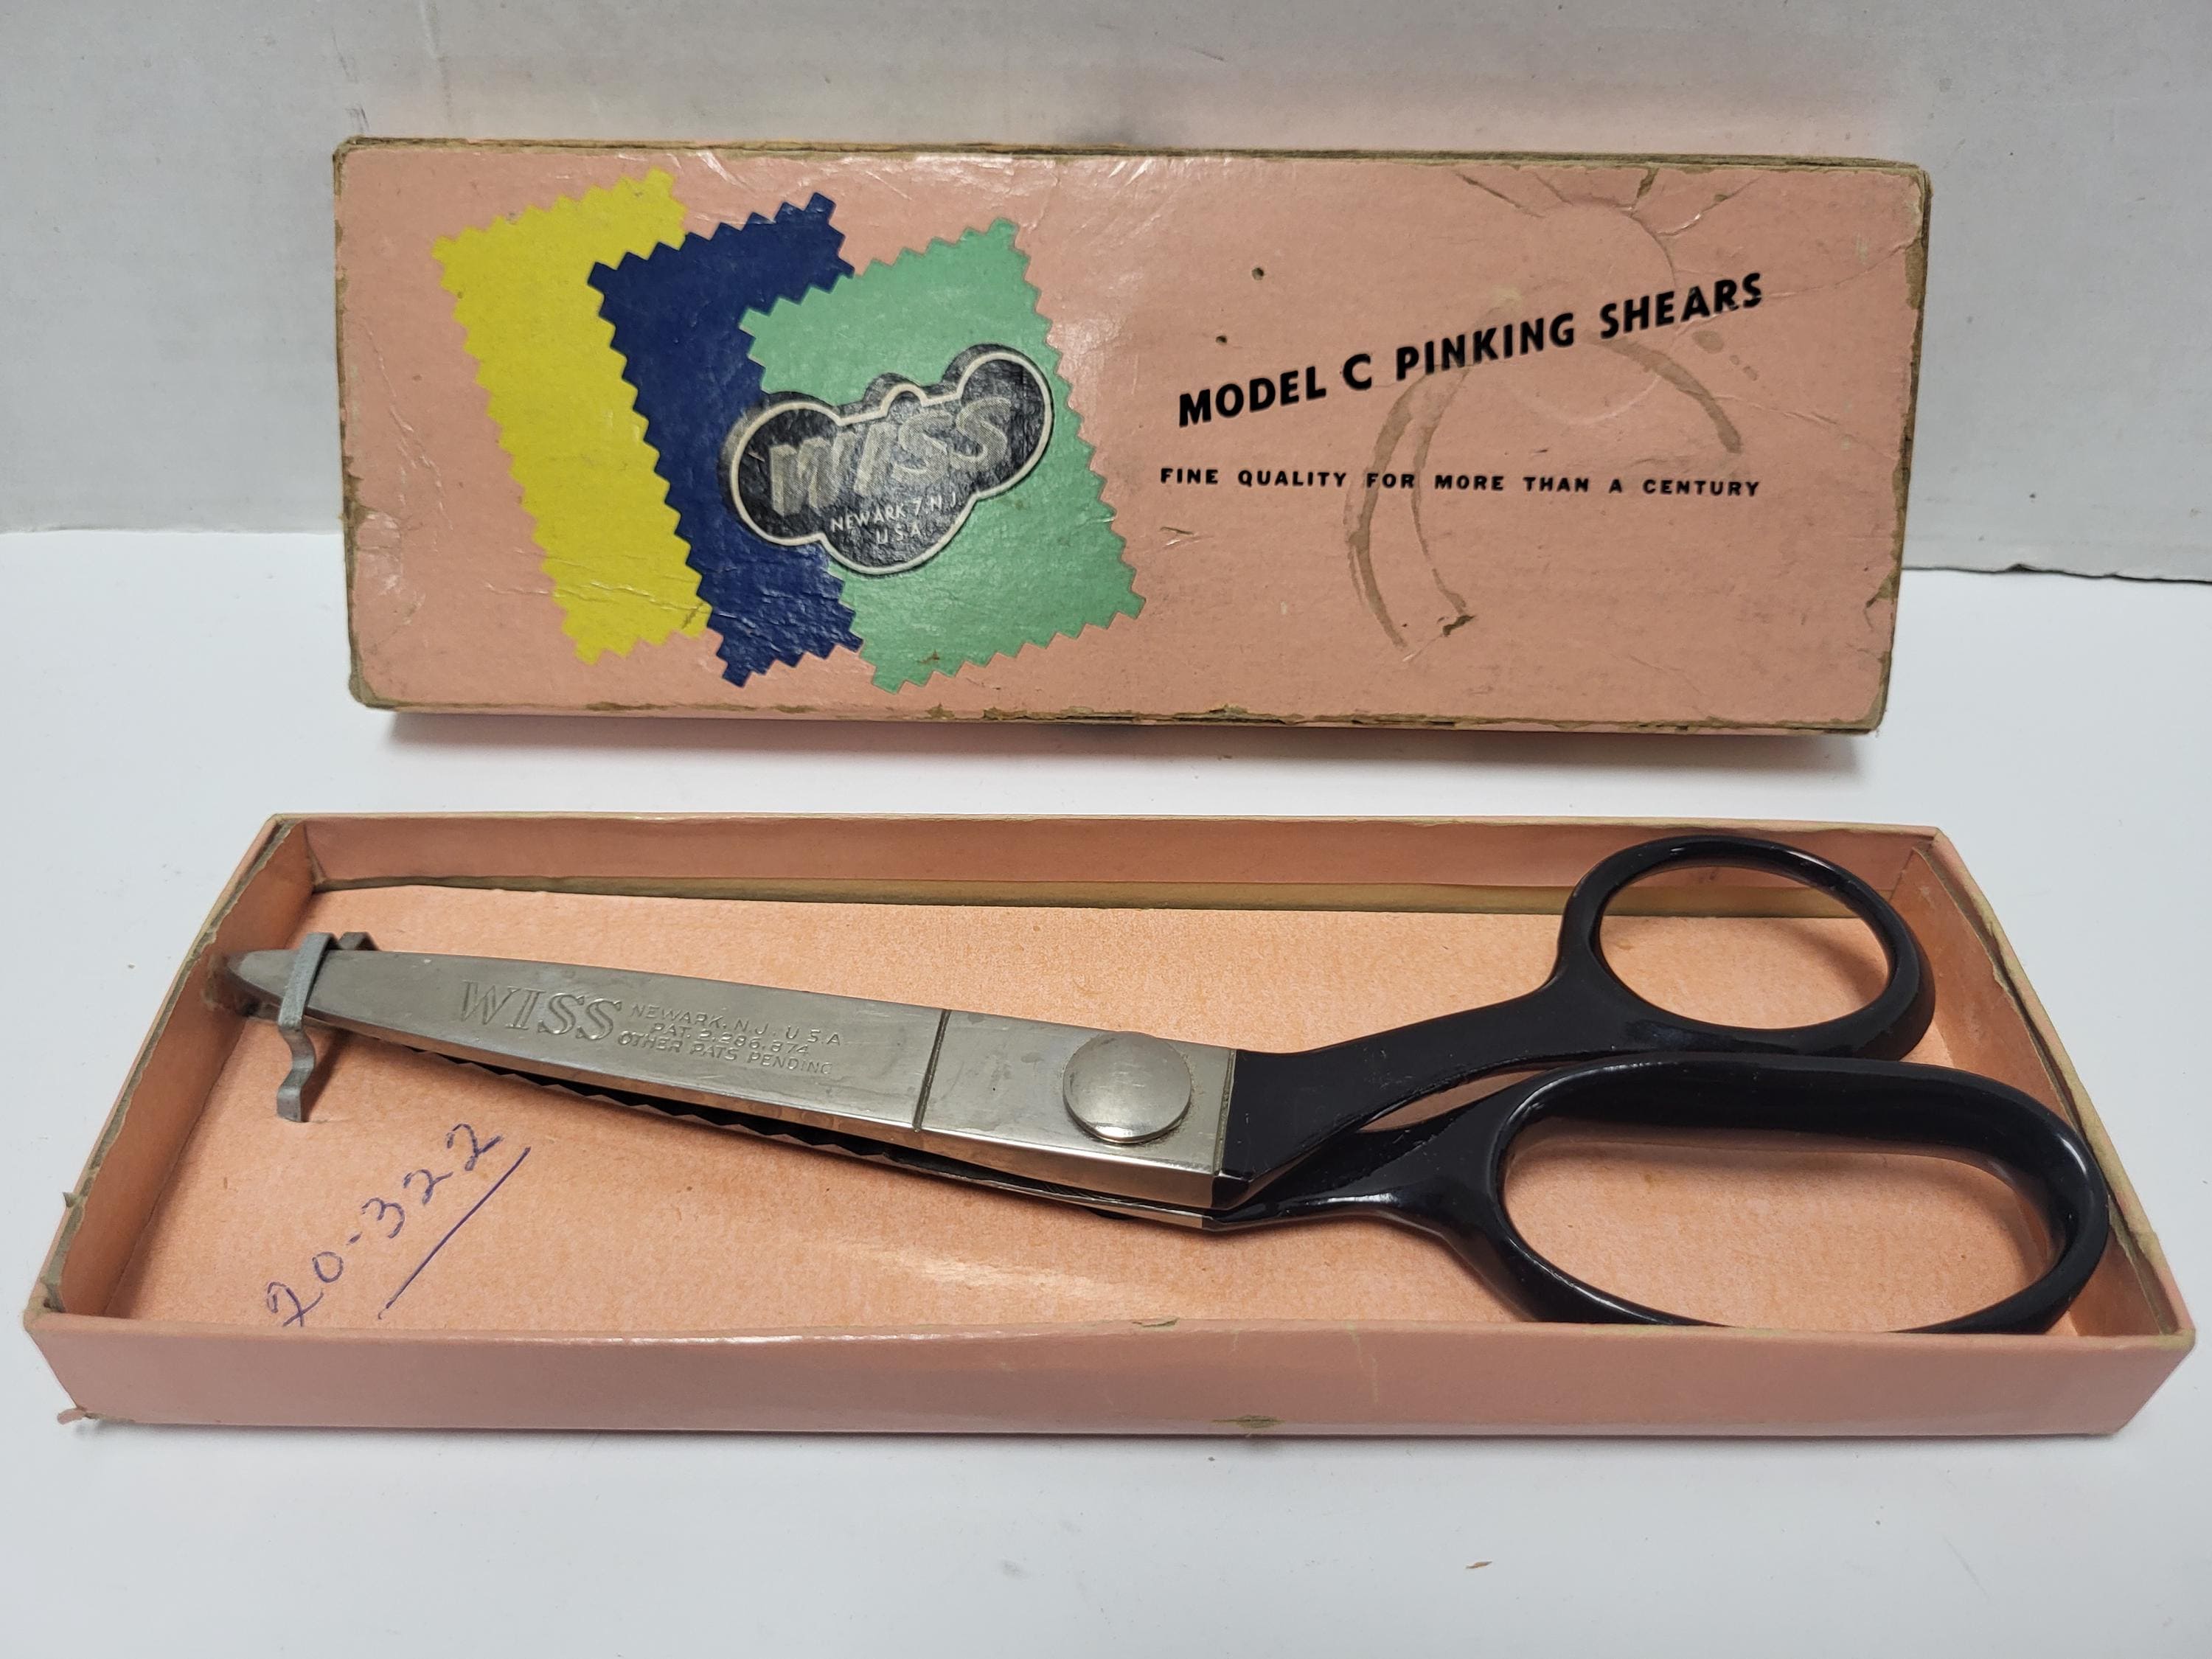 MODEL C PINKING SHEARS
WISS
FINE QUALITY FOR MORE THAN A CENTURY
NEWARK 7, N.J.
U.S.A.
WISS
NEWARK, N.J. U S A
PAT. 2,286,874
OTHER PATS PENDING
20-322